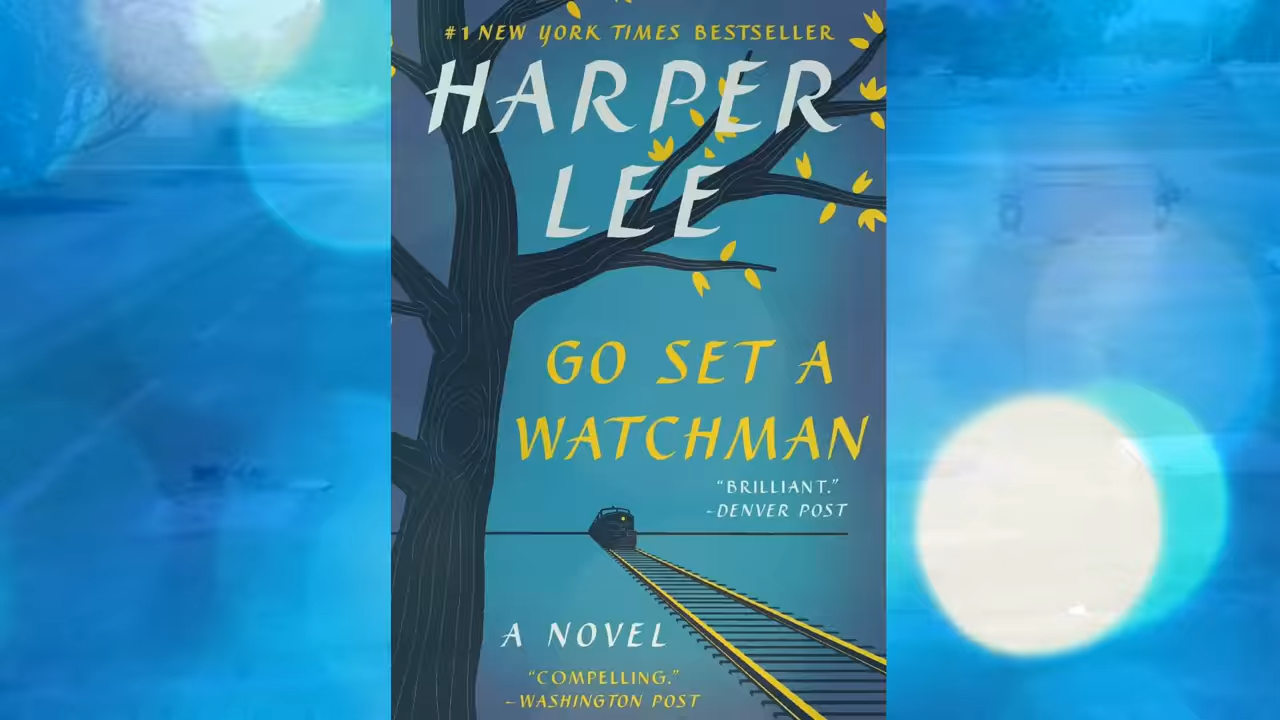 #1 NEW YORK TIMES BESTSELLER
HARPER
LEE
GO SET A
WATCHMAN
“BRILLIANT.”
-DENVER POST
A NOVEL
“COMPELLING.”
-WASHINGTON POST